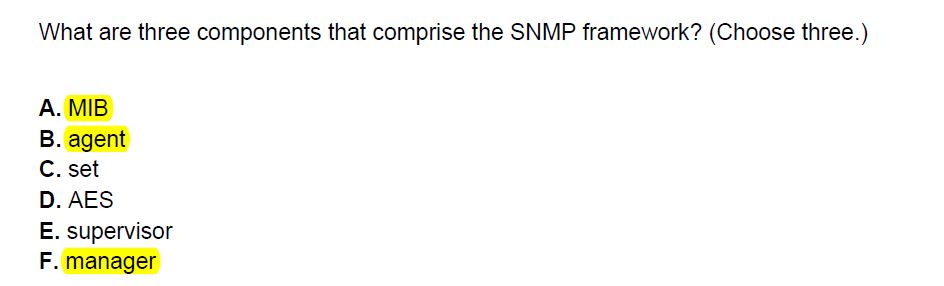 What are three components that comprise the SNMP framework? (Choose three.)
A. MIB
B. agent
C. set
D. AES
E. supervisor
F. manager